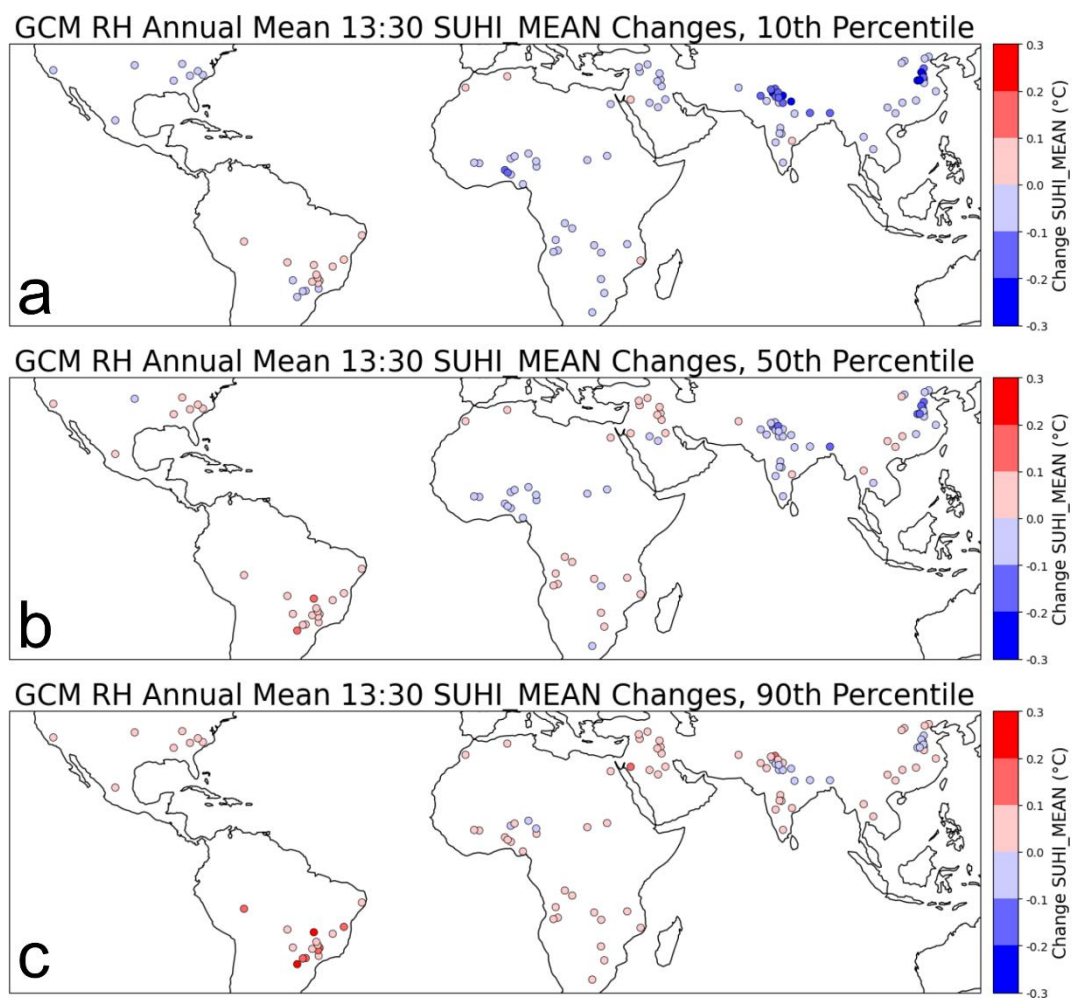 GCM RH Annual Mean 13:30 SUHI_MEAN Changes, 10th Percentile
0.3
0.2
0.1
0.0
-0.1
-0.2
-0.3
Change SUHI_MEAN (°C)
a
GCM RH Annual Mean 13:30 SUHI_MEAN Changes, 50th Percentile
0.3
0.2
0.1
0.0
-0.1
-0.2
-0.3
Change SUHI_MEAN (°C)
b
GCM RH Annual Mean 13:30 SUHI_MEAN Changes, 90th Percentile
0.3
0.2
0.1
0.0
-0.1
-0.2
-0.3
Change SUHI_MEAN (°C)
c